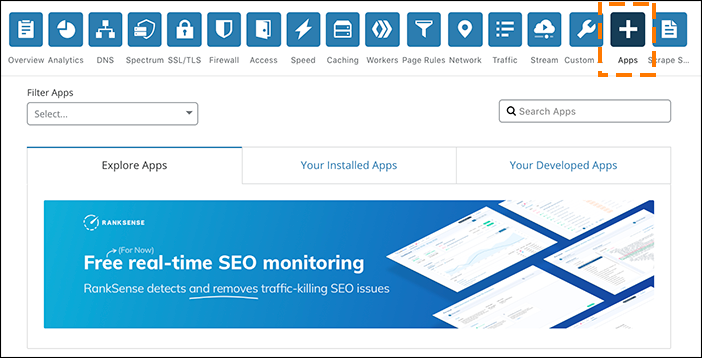 Overview Analytics DNS Spectrum SSL/TLS Firewall Access Speed Caching Workers Page Rules Network Traffic Stream Custom Apps Scrape S...
Filter Apps
Select...
Search Apps
Explore Apps Your Installed Apps Your Developed Apps
RANKSENSE
(For Now)
Free real-time SEO monitoring
RankSense detects and removes traffic-killing SEO issues